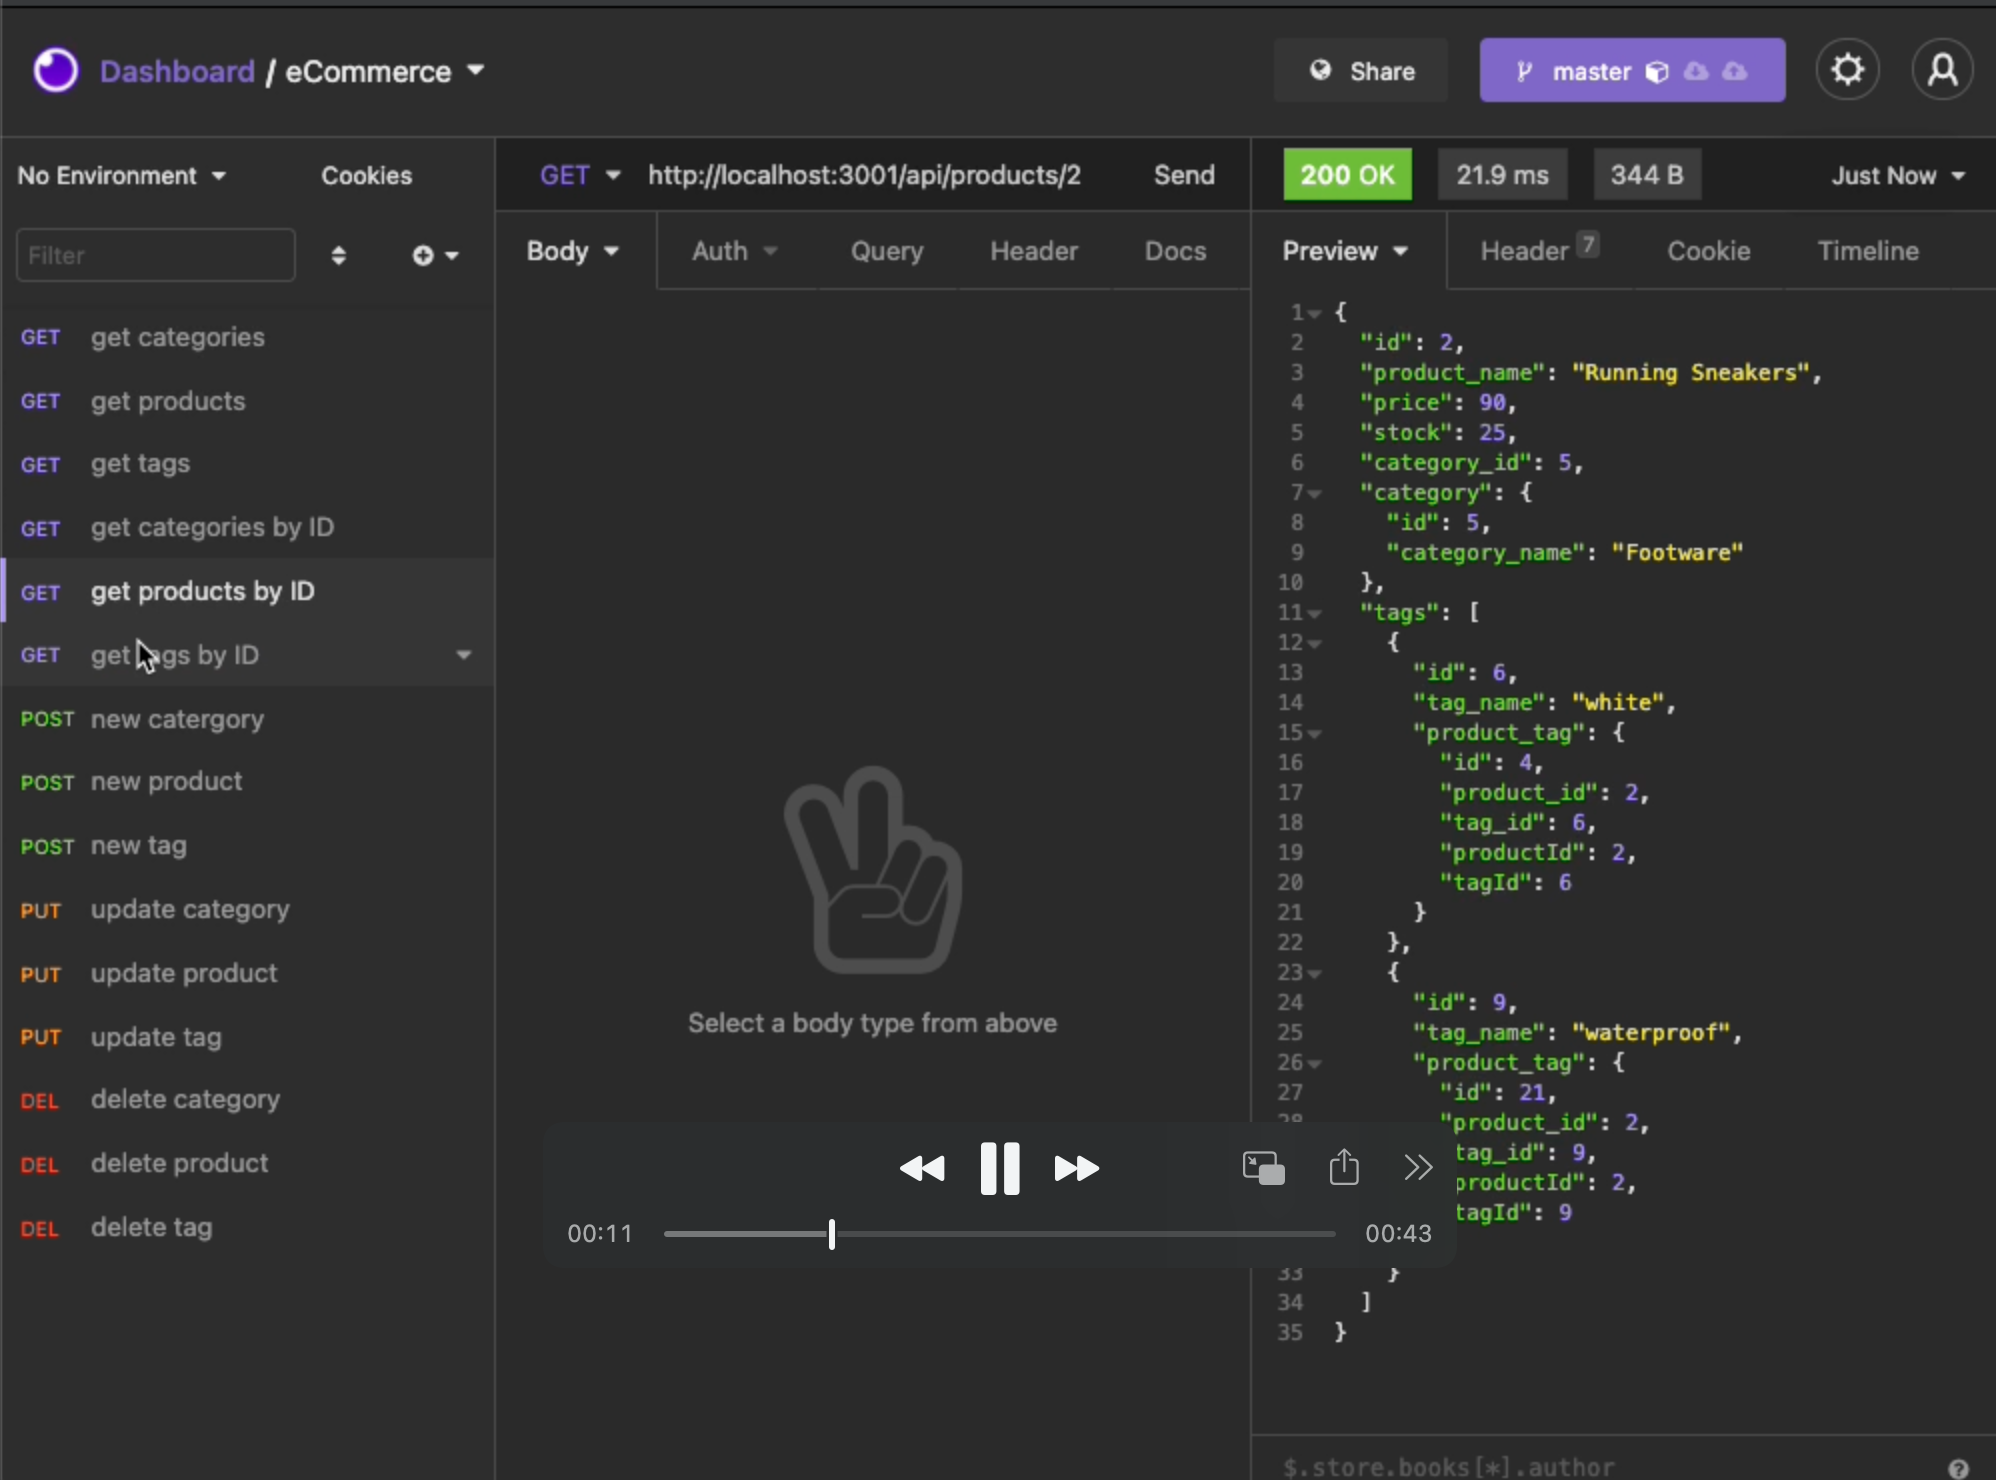 Dashboard / eCommerce
Share
master
No Environment
Cookies
GET
http://localhost:3001/api/products/2
Send
200 OK
21.9 ms
344 B
Just Now
Filter
Body
Auth
Query
Header
Docs
Preview
Header 7
Cookie
Timeline
GET get categories
GET get products
GET get tags
GET get categories by ID
GET get products by ID
GET get tags by ID
POST new catergory
POST new product
POST new tag
PUT update category
PUT update product
PUT update tag
DEL delete category
DEL delete product
DEL delete tag
Select a body type from above
00:11
00:43
1 {
2 "id": 2,
3 "product_name": "Running Sneakers",
4 "price": 90,
5 "stock": 25,
6 "category_id": 5,
7 "category": {
8 "id": 5,
9 "category_name": "Footware"
10 },
11 "tags": [
12 {
13 "id": 6,
14 "tag_name": "white",
15 "product_tag": {
16 "id": 4,
17 "product_id": 2,
18 "tag_id": 6,
19 "productId": 2,
20 "tagId": 6
21 }
22 },
23 {
24 "id": 9,
25 "tag_name": "waterproof",
26 "product_tag": {
27 "id": 21,
28 "product_id": 2,
tag_id": 9,
productId": 2,
tagId": 9
33 }
34 ]
35 }
$.store.books[*].author